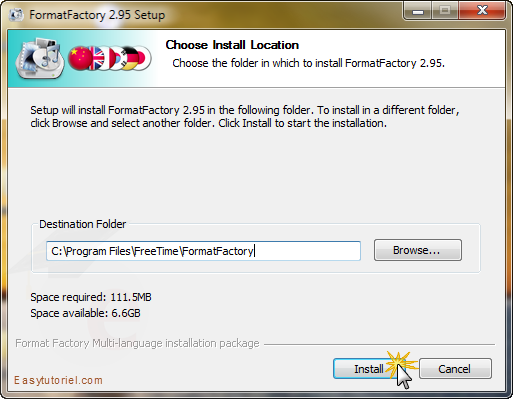 FormatFactory 2.95 Setup
Choose Install Location
Choose the folder in which to install FormatFactory 2.95.
Setup will install FormatFactory 2.95 in the following folder. To install in a different folder,
click Browse and select another folder. Click Install to start the installation.
Destination Folder
C:\Program Files\FreeTime\FormatFactory
Browse...
Space required: 111.5MB
Space available: 6.6GB
Format Factory Multi-language installation package
Install
Cancel
Easytutoriel.com